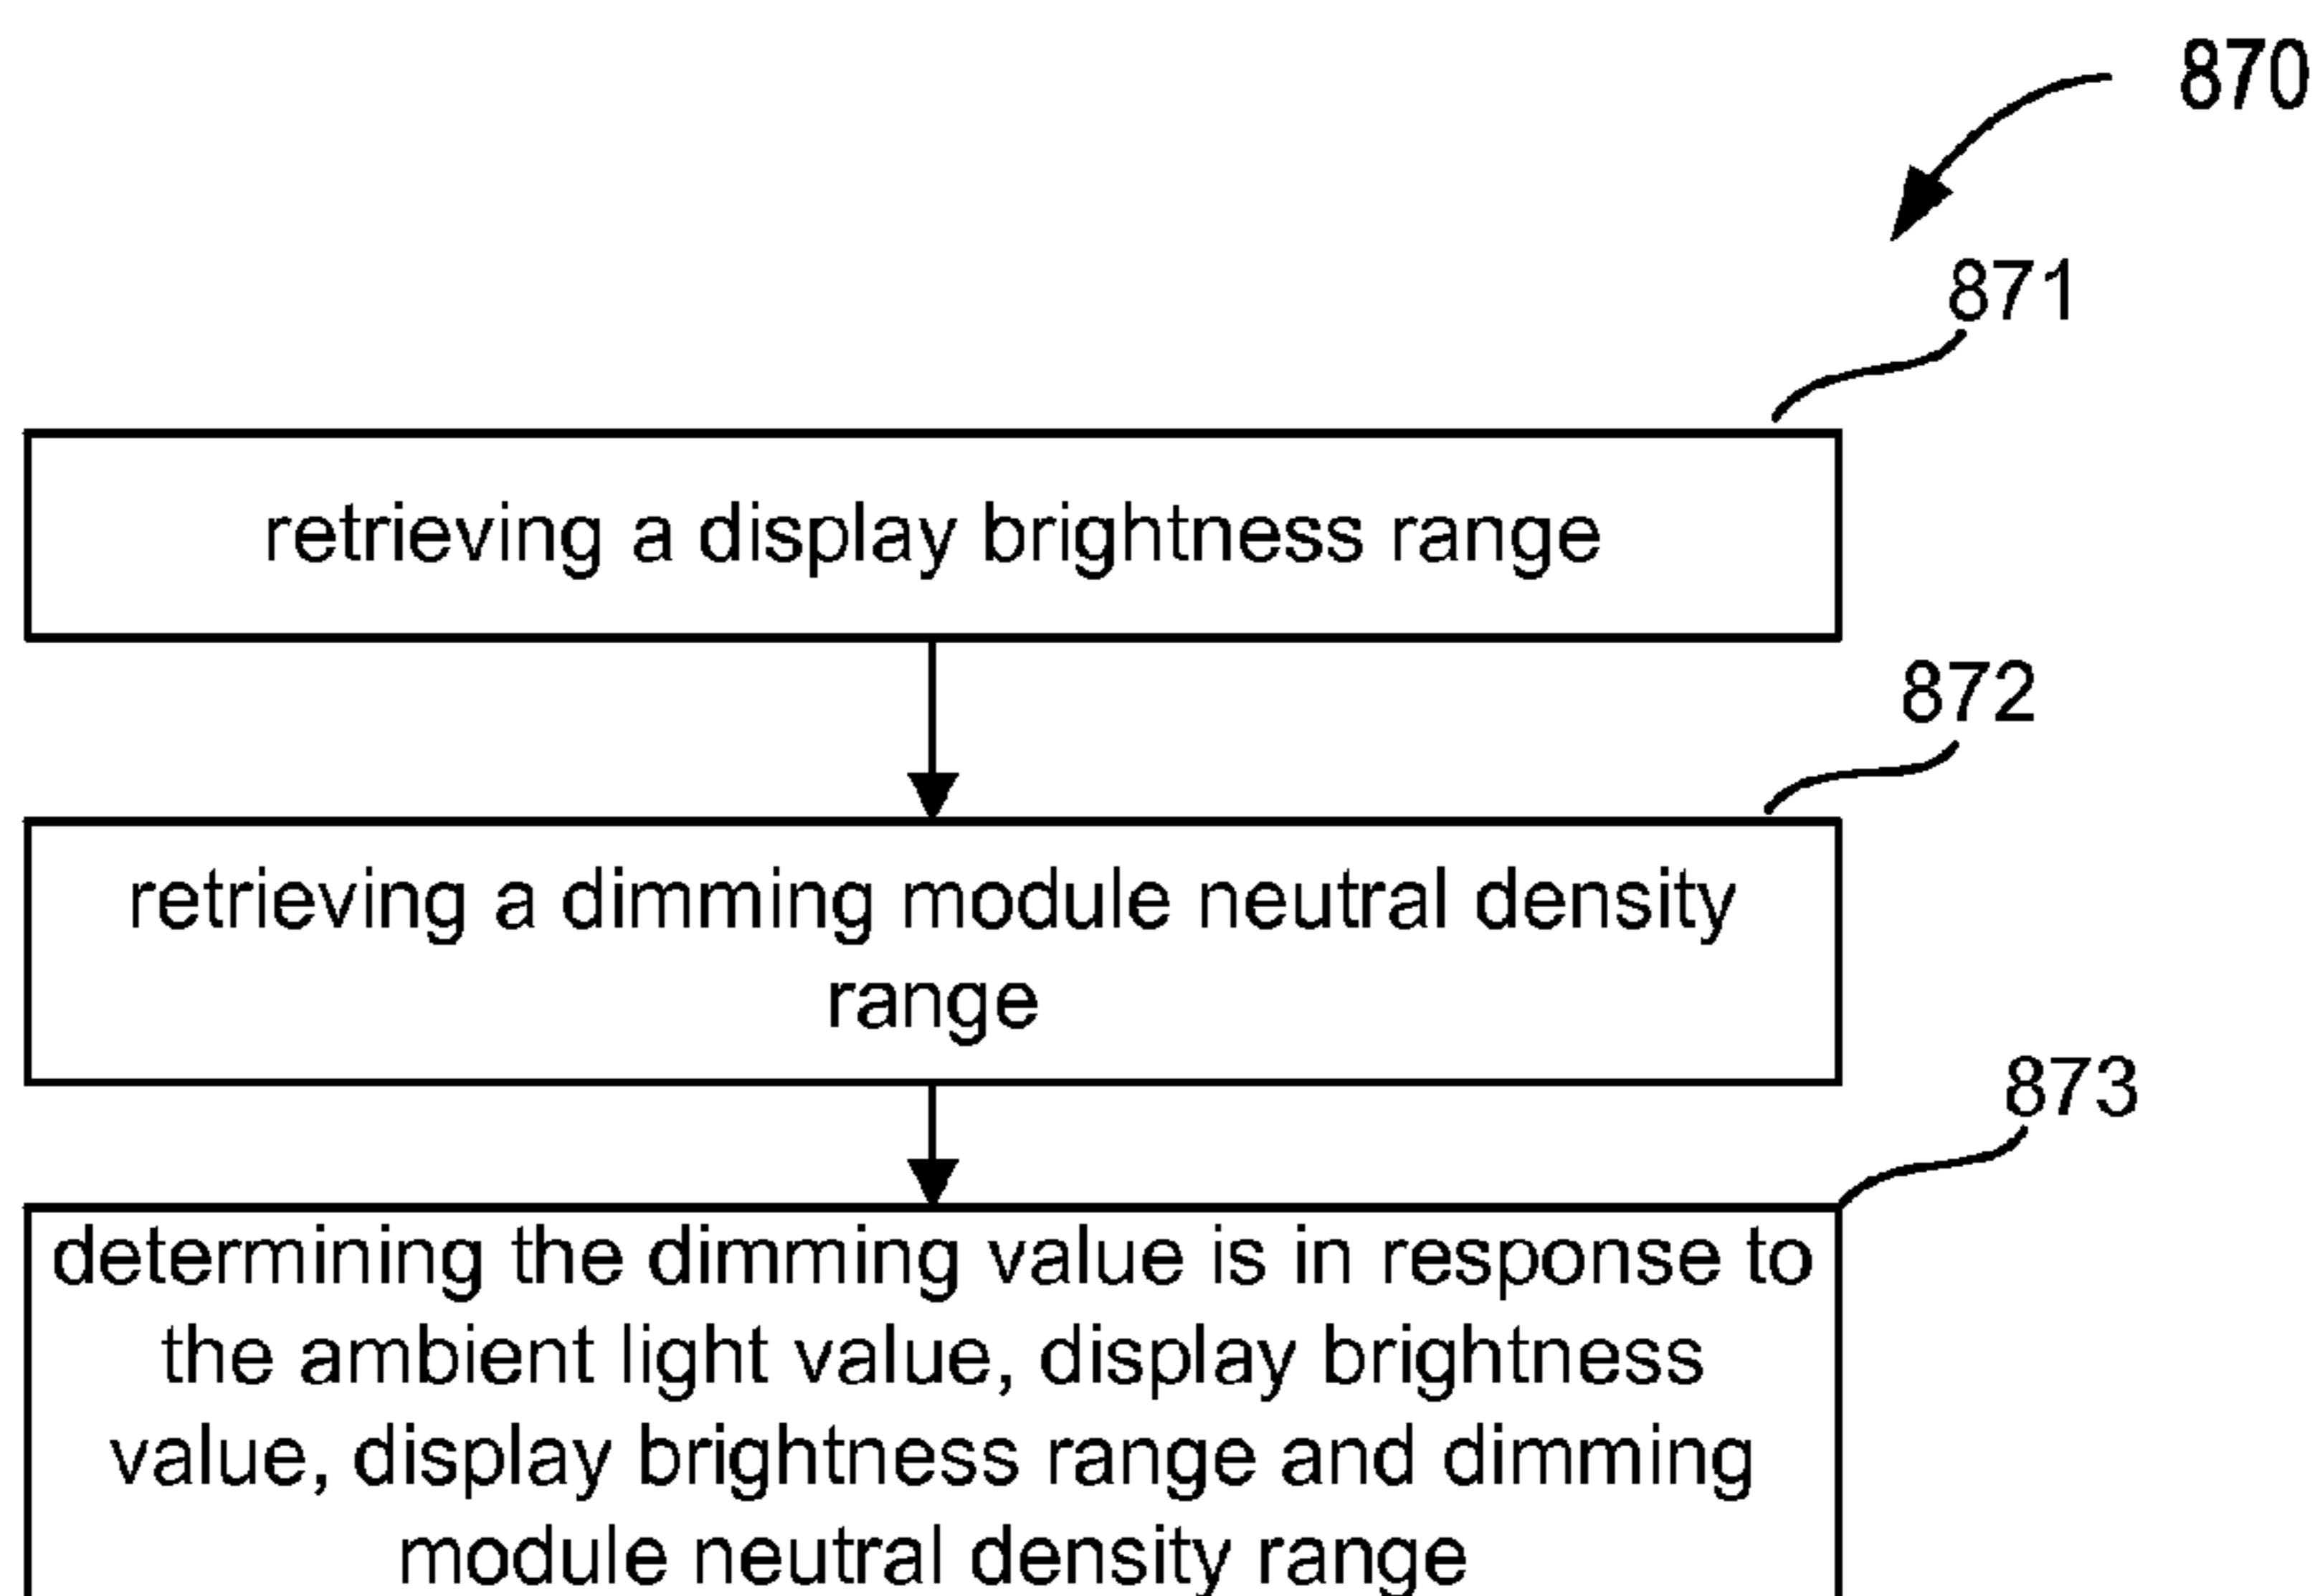 870
871
retrieving a display brightness range
872
retrieving a dimming module neutral density
range
873
determining the dimming value is in response to
the ambient light value, display brightness
value, display brightness range and dimming
module neutral density range